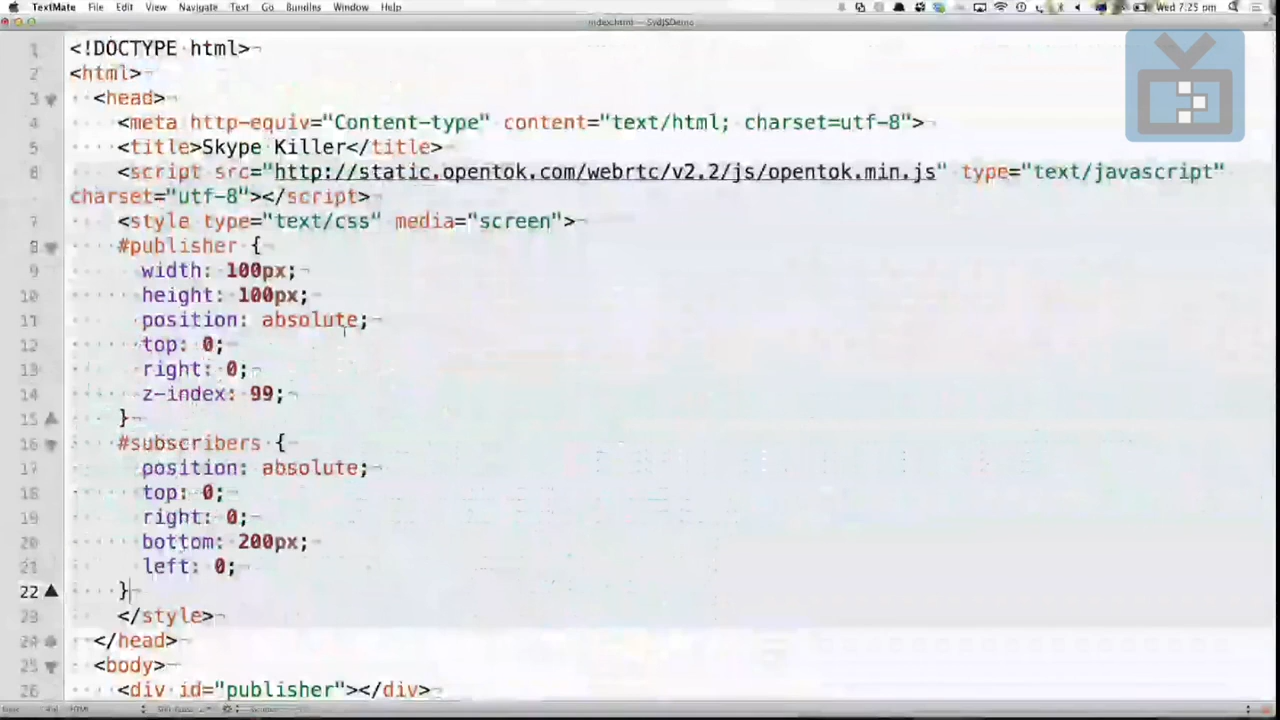 TextMate File Edit View Navigate Text Go Bundles Window Help Wed 7:25 pm
index.html — SydJSDemo
1 <!DOCTYPE html>
2 <html>
3 <head>
4 <meta http-equiv="Content-type" content="text/html; charset=utf-8">
5 <title>Skype Killer</title>
6 <script src="http://static.opentok.com/webrtc/v2.2/js/opentok.min.js" type="text/javascript"
charset="utf-8"></script>
7 <style type="text/css" media="screen">
8 #publisher {
9 width: 100px;
10 height: 100px;
11 position: absolute;
12 top: 0;
13 right: 0;
14 z-index: 99;
15 }
16 #subscribers {
17 position: absolute;
18 top: 0;
19 right: 0;
20 bottom: 200px;
21 left: 0;
22 }
23 </style>
24 </head>
25 <body>
26 <div id="publisher"></div>
HTML